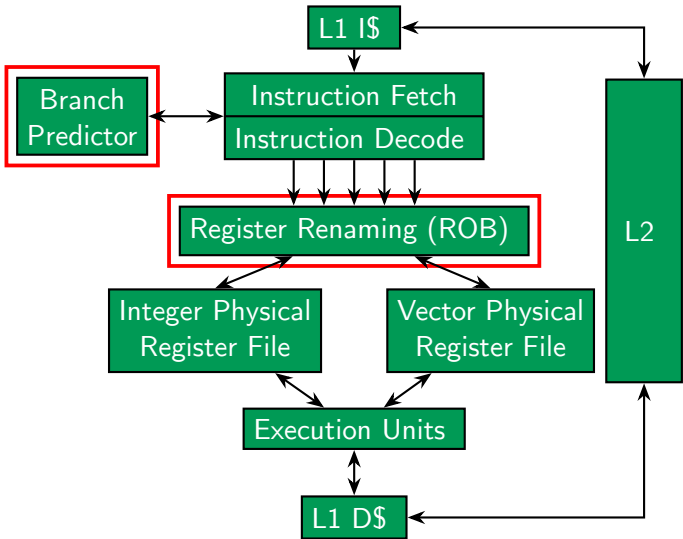 L1 I$
Branch
Predictor
Instruction Fetch
Instruction Decode
Register Renaming (ROB)
L2
Integer Physical
Register File
Vector Physical
Register File
Execution Units
L1 D$